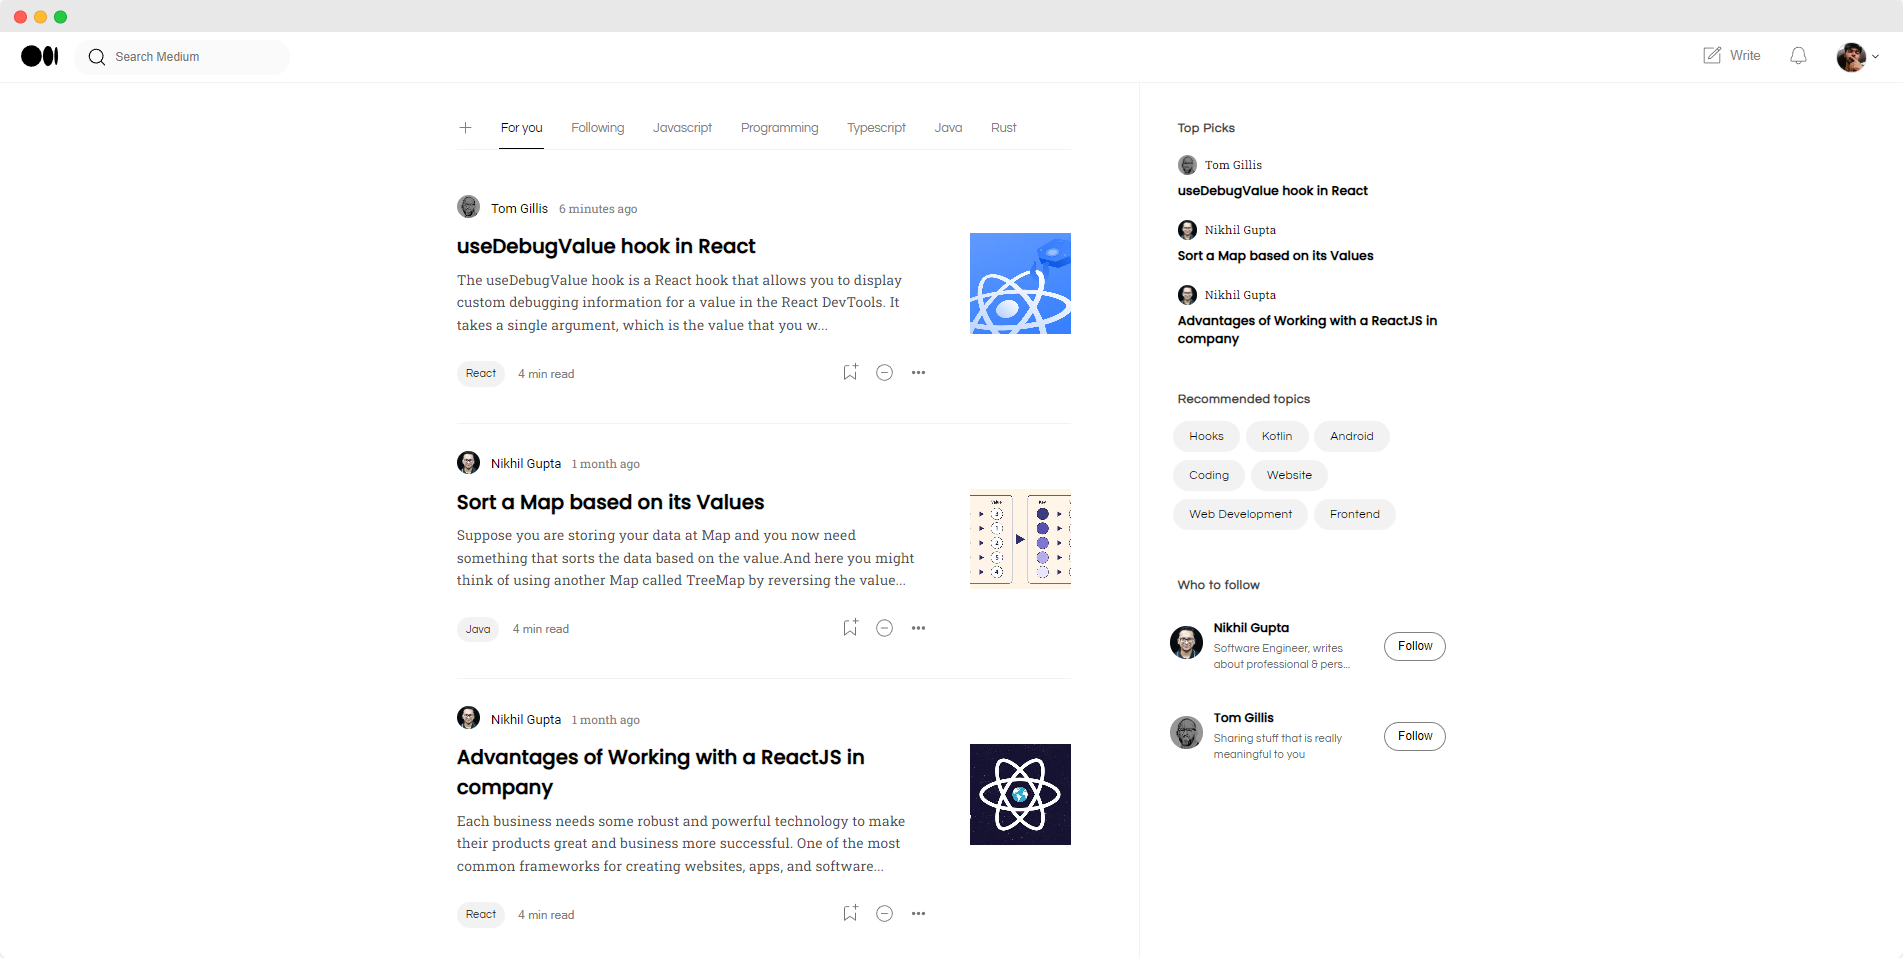 Search Medium
Write
For you
Following
Javascript
Programming
Typescript
Java
Rust
Tom Gillis 6 minutes ago
useDebugValue hook in React
The useDebugValue hook is a React hook that allows you to display
custom debugging information for a value in the React DevTools. It
takes a single argument, which is the value that you w...
React 4 min read
Nikhil Gupta 1 month ago
Sort a Map based on its Values
Suppose you are storing your data at Map and you now need
something that sorts the data based on the value.And here you might
think of using another Map called TreeMap by reversing the value...
Java 4 min read
Nikhil Gupta 1 month ago
Advantages of Working with a ReactJS in
company
Each business needs some robust and powerful technology to make
their products great and business more successful. One of the most
common frameworks for creating websites, apps, and software...
React 4 min read
Top Picks
Tom Gillis
useDebugValue hook in React
Nikhil Gupta
Sort a Map based on its Values
Nikhil Gupta
Advantages of Working with a ReactJS in
company
Recommended topics
Hooks
Kotlin
Android
Coding
Website
Web Development
Frontend
Who to follow
Nikhil Gupta
Software Engineer, writes
about professional & pers...
Follow
Tom Gillis
Sharing stuff that is really
meaningful to you
Follow